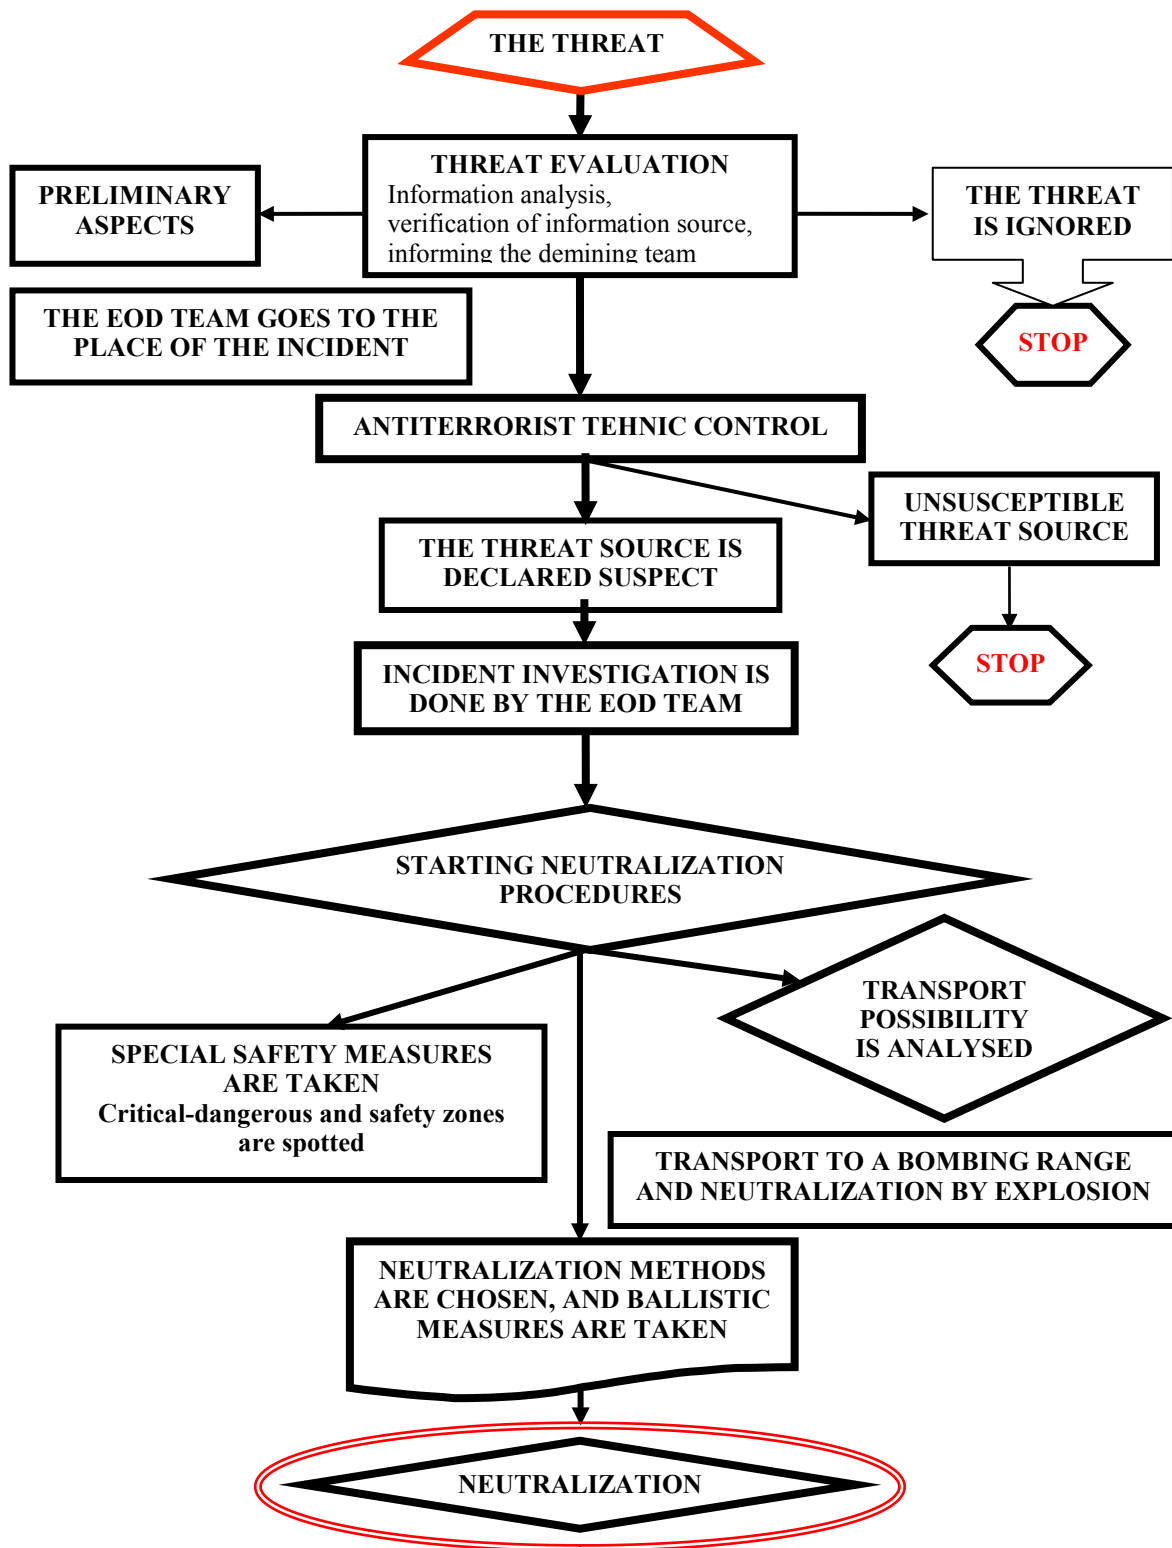 THE THREAT
THREAT EVALUATION
Information analysis,
verification of information source,
informing the demining team
PRELIMINARY
ASPECTS
THE THREAT
IS IGNORED
THE EOD TEAM GOES TO THE
PLACE OF THE INCIDENT
STOP
ANTITERRORIST TEHNIC CONTROL
UNSUSCEPTIBLE
THREAT SOURCE
THE THREAT SOURCE IS
DECLARED SUSPECT
STOP
INCIDENT INVESTIGATION IS
DONE BY THE EOD TEAM
STARTING NEUTRALIZATION
PROCEDURES
TRANSPORT
POSSIBILITY
IS ANALYSED
SPECIAL SAFETY MEASURES
ARE TAKEN
Critical-dangerous and safety zones
are spotted
TRANSPORT TO A BOMBING RANGE
AND NEUTRALIZATION BY EXPLOSION
NEUTRALIZATION METHODS
ARE CHOSEN, AND BALLISTIC
MEASURES ARE TAKEN
NEUTRALIZATION